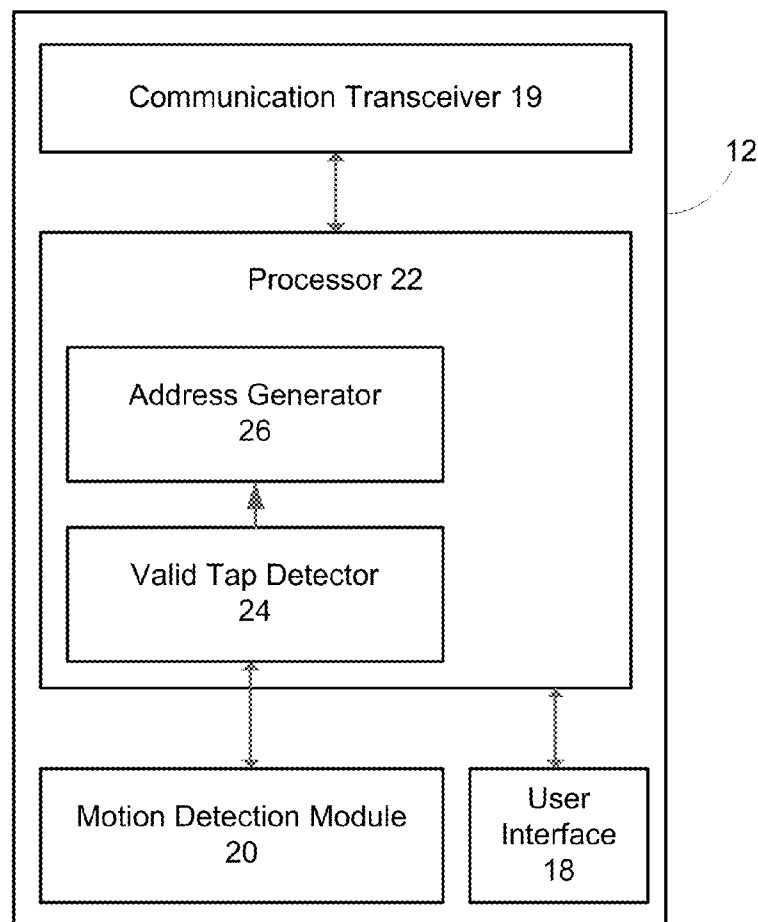 Communication Transceiver 19
12
Processor 22
Address Generator
26
Valid Tap Detector
24
Motion Detection Module
20
User
Interface
18